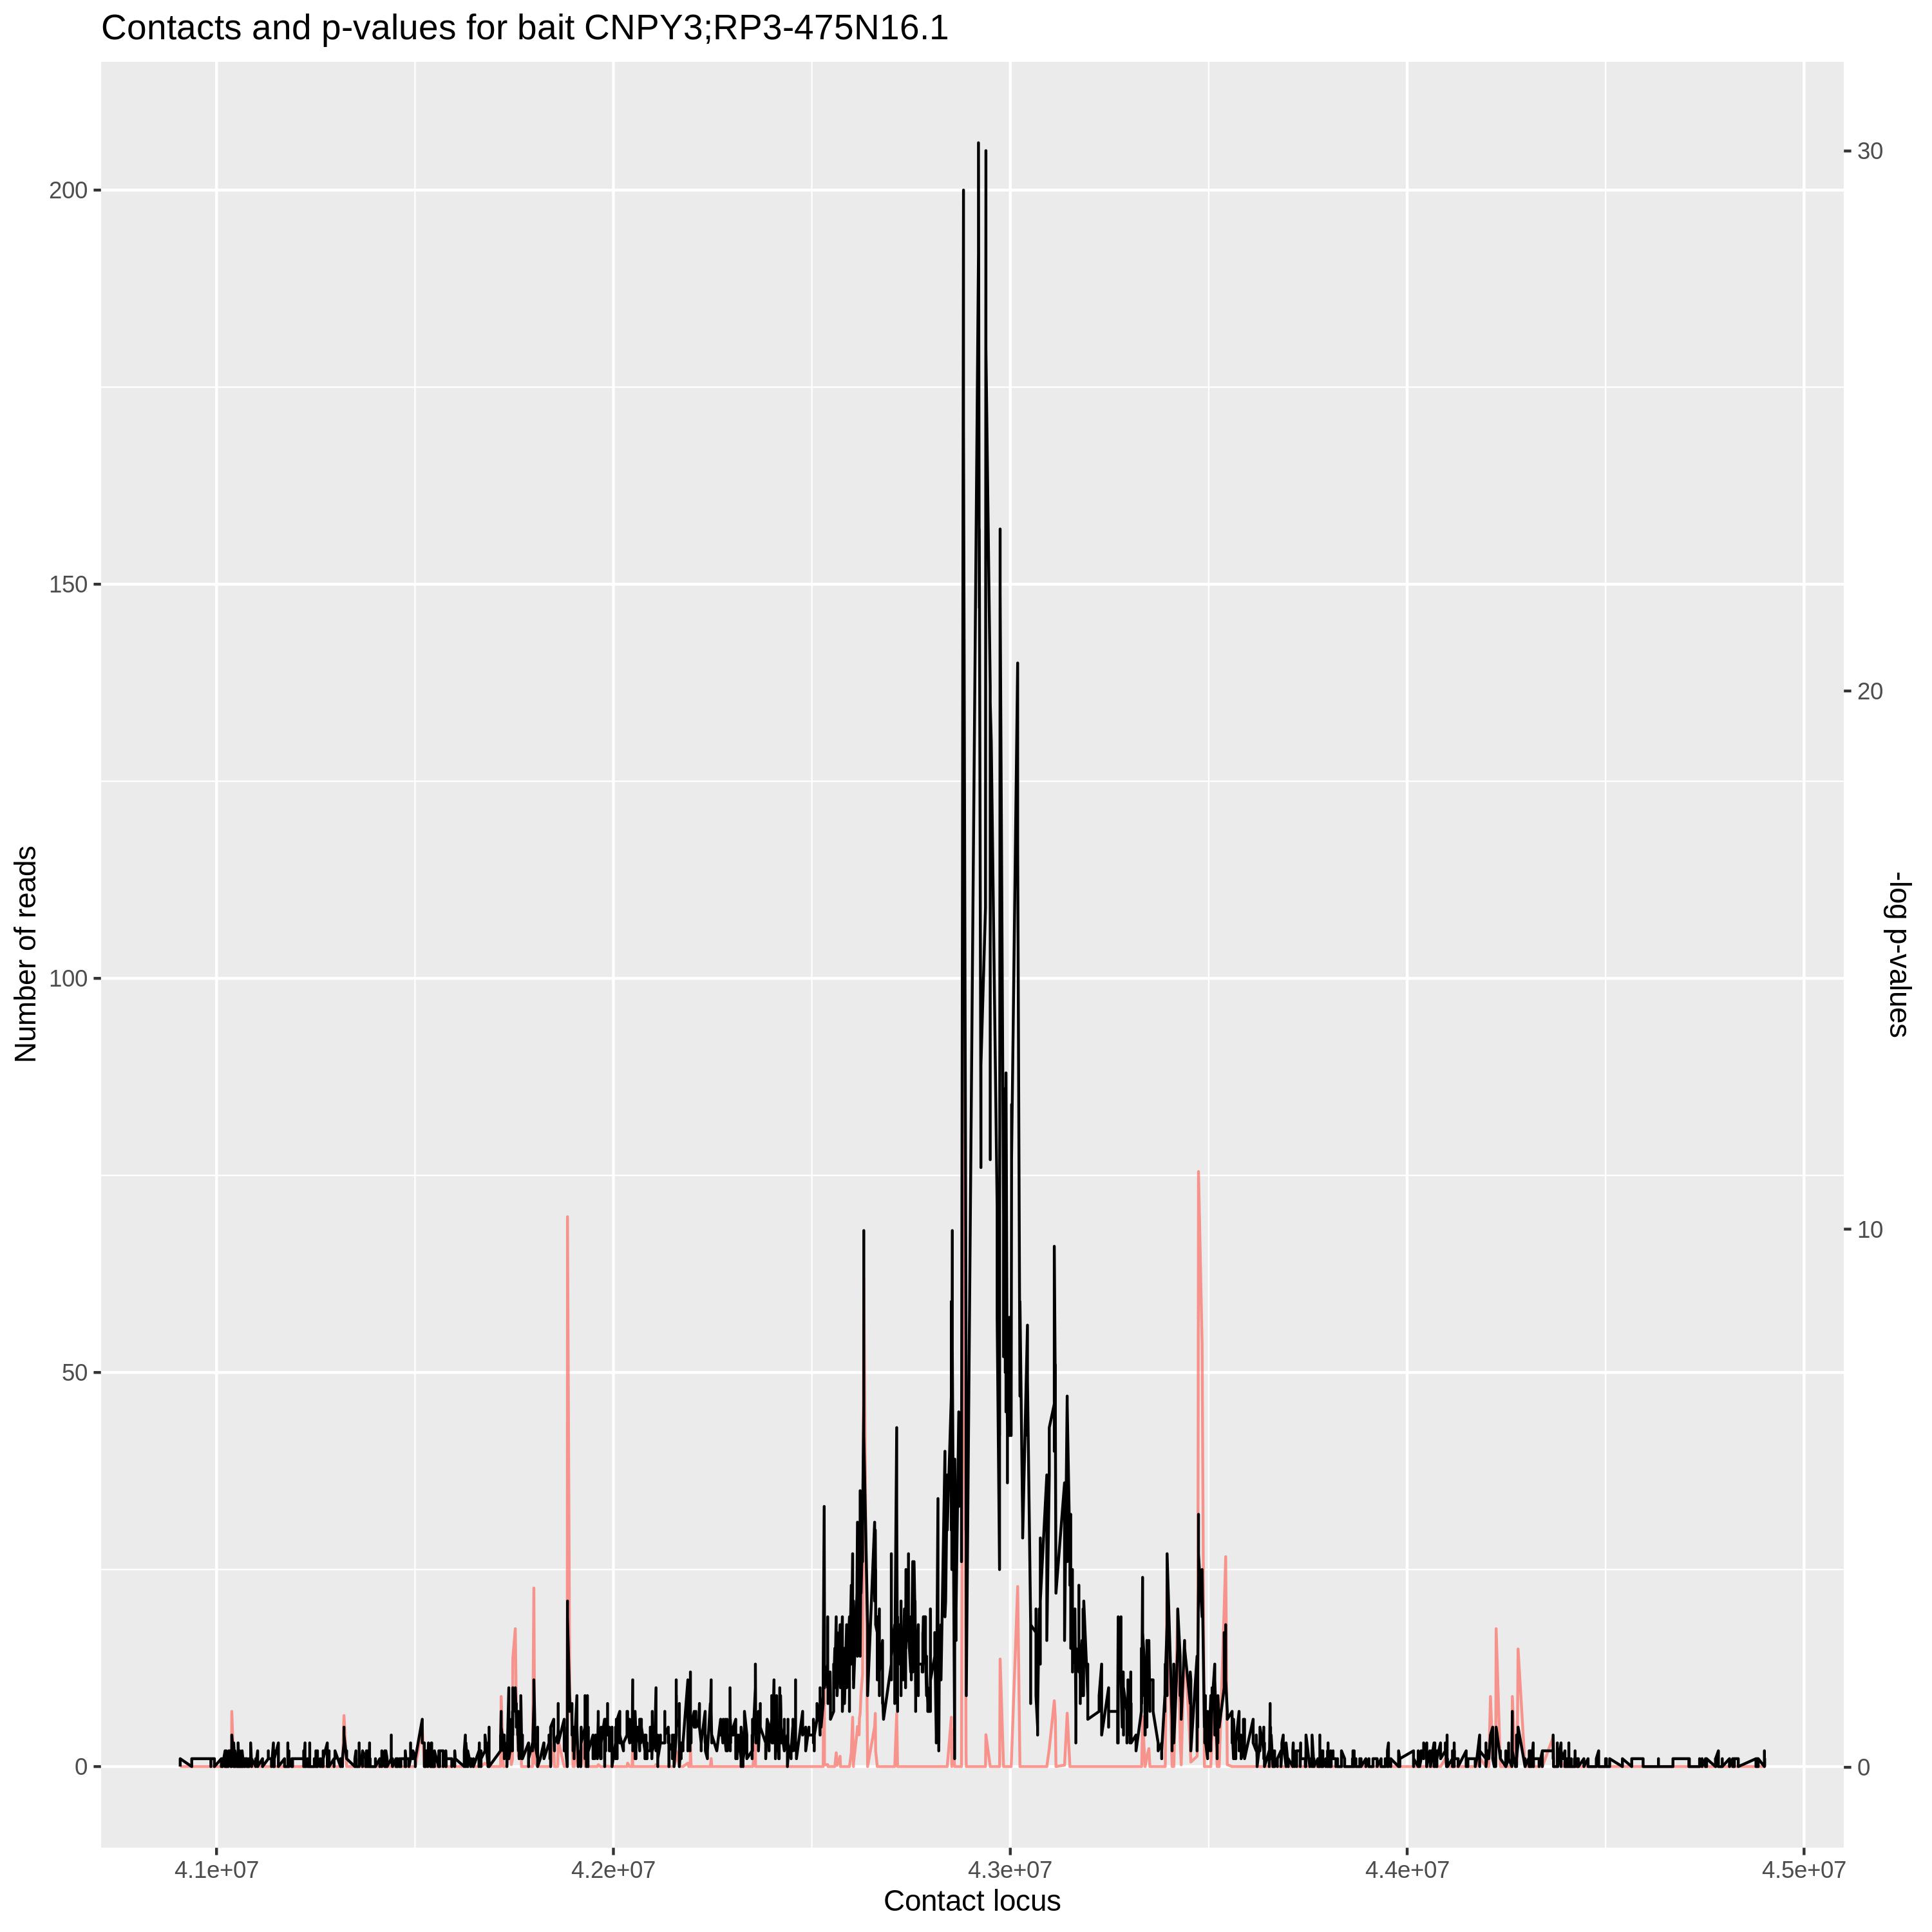 Contacts and p-values for bait CNPY3;RP3-475N16.1
200
150
100
50
0
30
20
10
0
Number of reads
-log p-values
4.1e+07 4.2e+07 4.3e+07 4.4e+07 4.5e+07
Contact locus